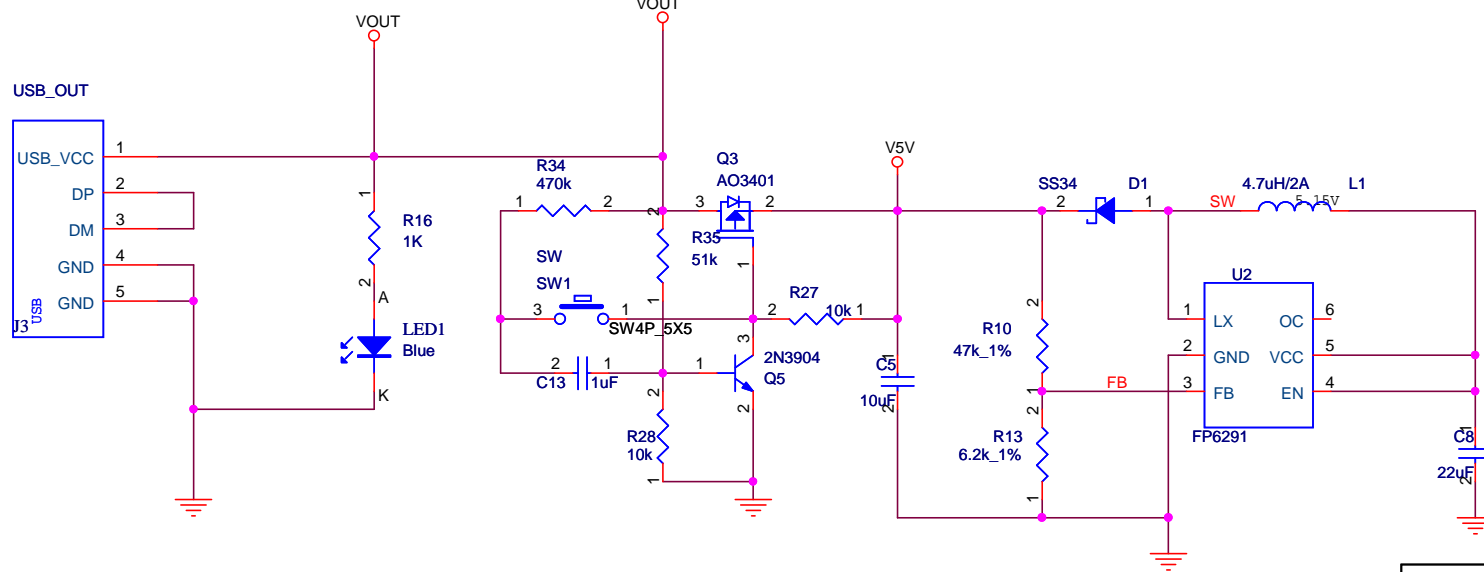 VOUT
VOUT
USB_OUT
USB_VCC
1
DP
2
DM
3
GND
4
GND
5
USB
J3
1
R16
1K
2
A
LED1
Blue
K
R34
470k
1
2
Q3
AO3401
3
2
1
2
R35
51k
1
SW
SW1
3
1
SW4P_5X5
2
1
C13
1uF
1
3
2N3904
Q5
2
2
R28
10k
1
R27
2
10k
1
V5V
1
C5
10uF
2
SS34
D1
2
1
SW
4.7uH/2A
L1
5_15V
2
R10
47k_1%
1
FB
2
R13
6.2k_1%
1
U2
1
LX
OC
6
2
GND
VCC
5
3
FB
EN
4
FP6291
1
C8
22uF
2